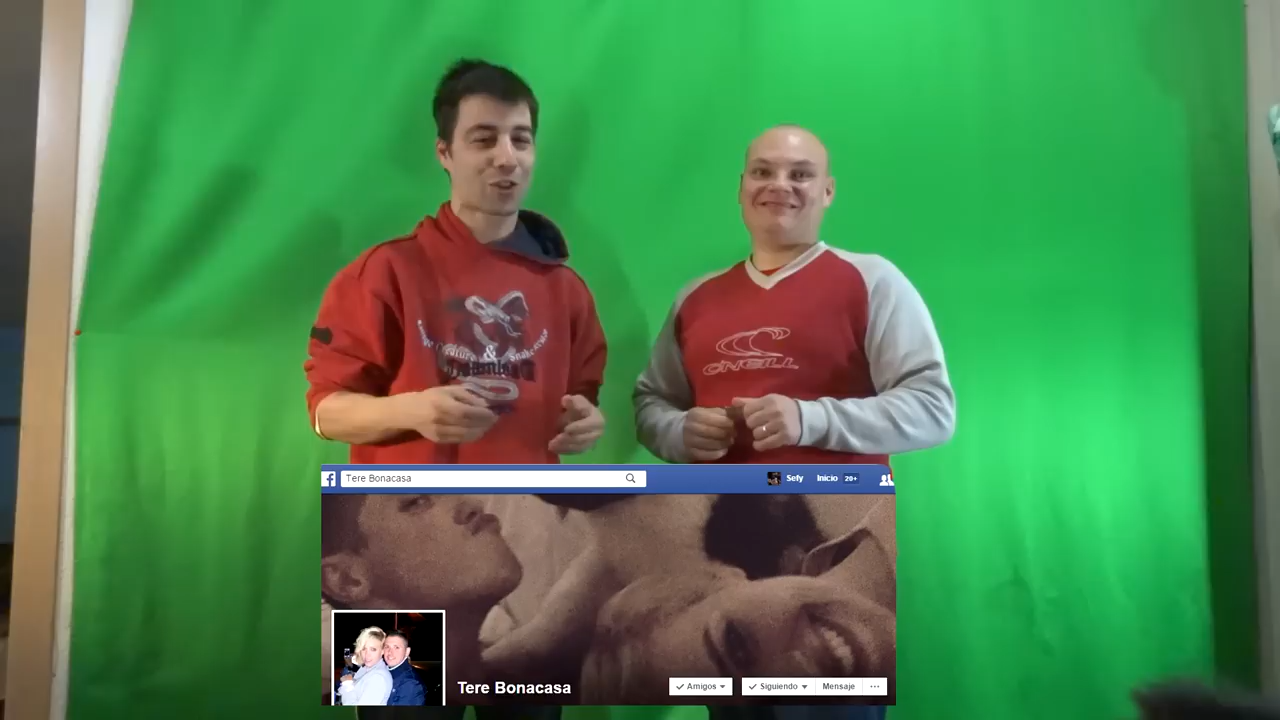 &
O'NEILL
f Tere Bonacasa
Sefy Inicio 20+
Tere Bonacasa
Amigos Siguiendo Mensaje ...